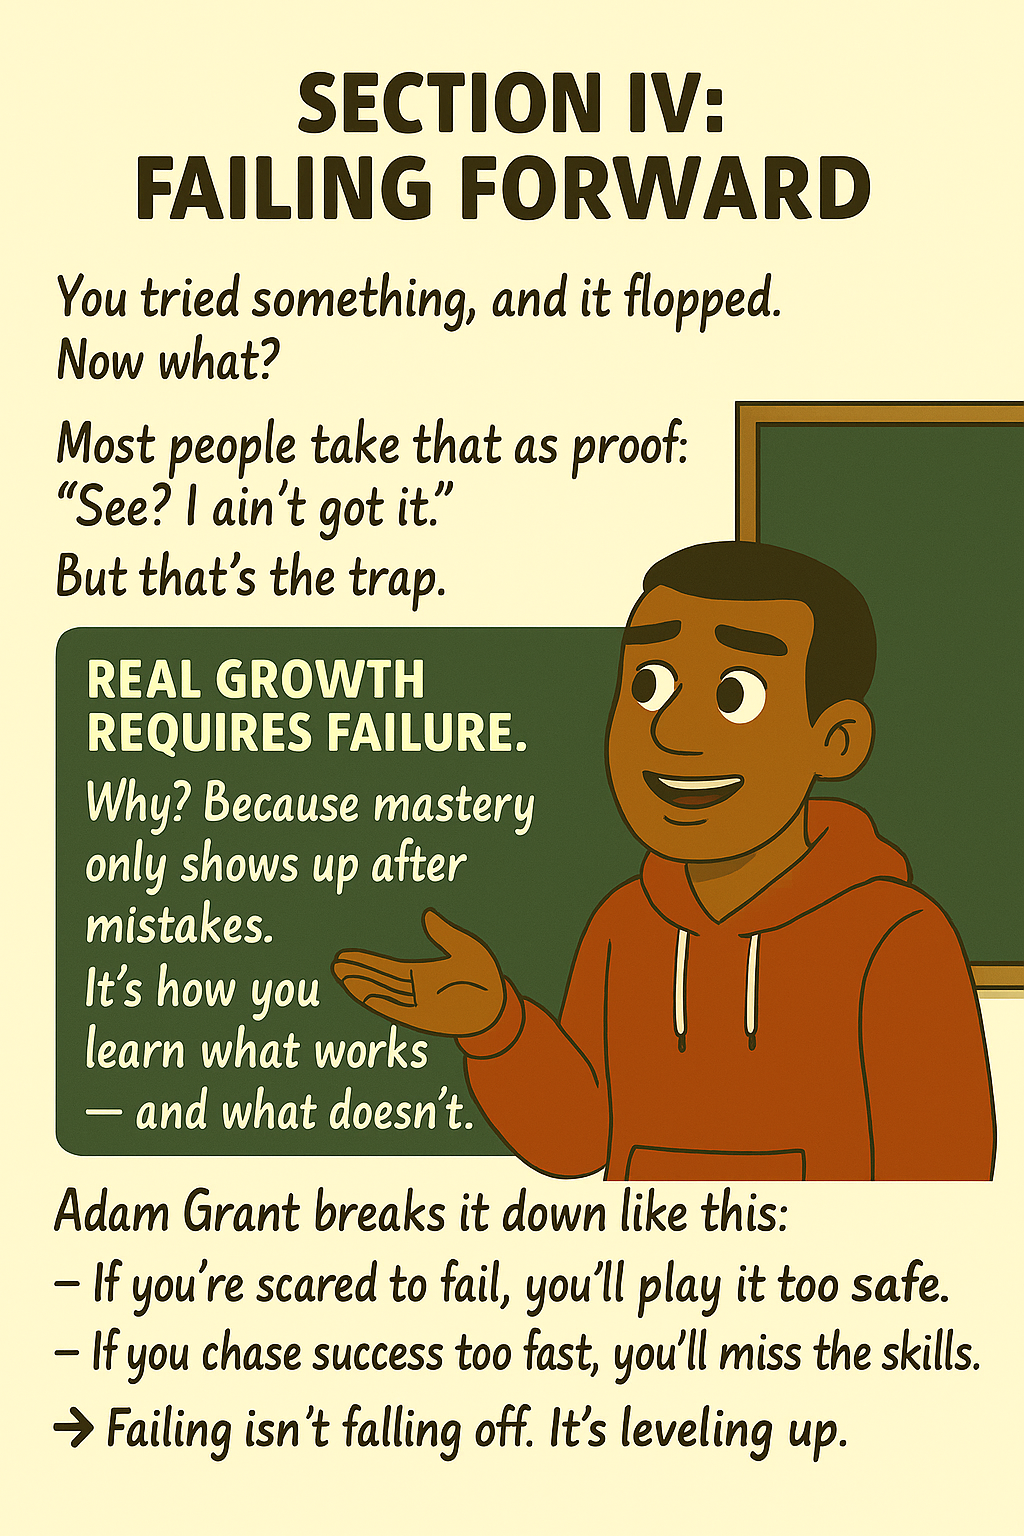 SECTION IV:
FAILING FORWARD
You tried something, and it flopped.
Now what?
Most people take that as proof:
“See? I ain’t got it.”
But that’s the trap.
REAL GROWTH
REQUIRES FAILURE.
Why? Because mastery
only shows up after
mistakes.
It’s how you
learn what works
— and what doesn’t.
Adam Grant breaks it down like this:
– If you’re scared to fail, you’ll play it too safe.
– If you chase success too fast, you’ll miss the skills.
→ Failing isn’t falling off. It’s leveling up.